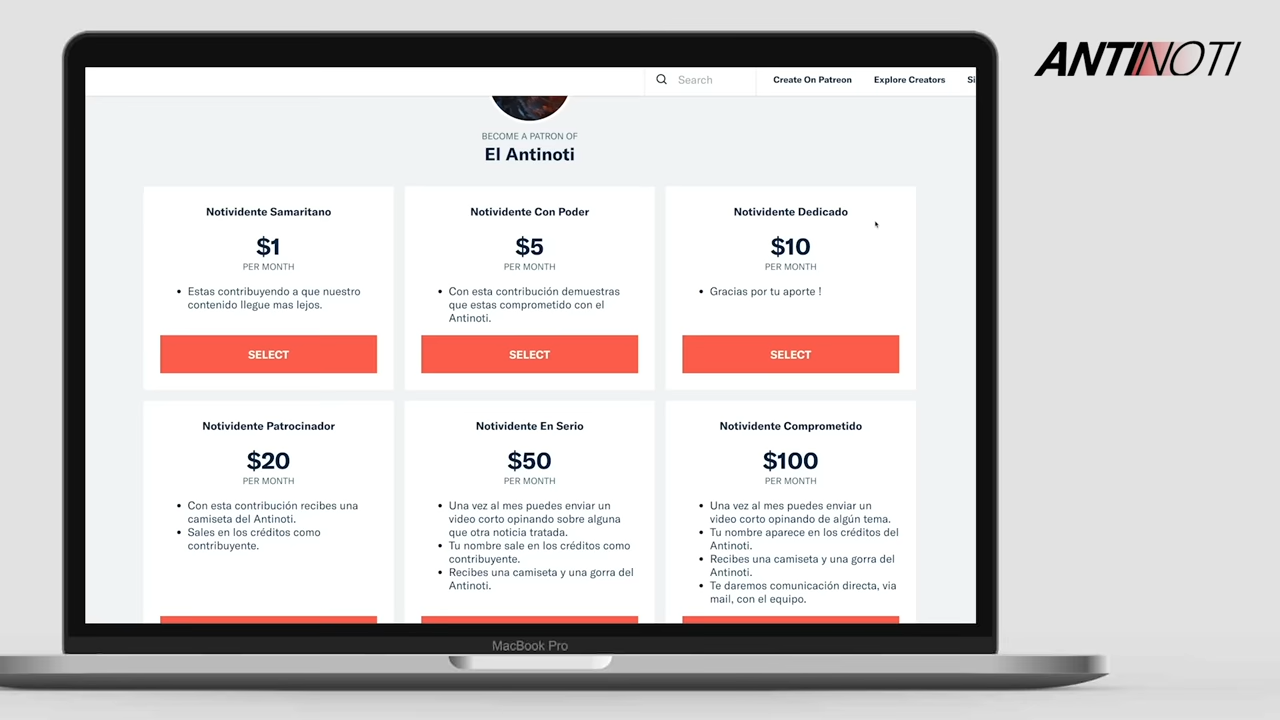 ANTINOTI
Search
Create On Patreon
Explore Creators
Si
BECOME A PATRON OF
El Antinoti
Notividente Samaritano
$1
PER MONTH
• Estas contribuyendo a que nuestro
contenido llegue mas lejos.
SELECT
Notividente Con Poder
$5
PER MONTH
• Con esta contribución demuestras
que estas comprometido con el
Antinoti.
SELECT
Notividente Dedicado
$10
PER MONTH
• Gracias por tu aporte !
SELECT
Notividente Patrocinador
$20
PER MONTH
• Con esta contribución recibes una
camiseta del Antinoti.
• Sales en los créditos como
contribuyente.
Notividente En Serio
$50
PER MONTH
• Una vez al mes puedes enviar un
video corto opinando sobre alguna
que otra noticia tratada.
• Tu nombre sale en los créditos como
contribuyente.
• Recibes una camiseta y una gorra del
Antinoti.
Notividente Comprometido
$100
PER MONTH
• Una vez al mes puedes enviar un
video corto opinando de algún tema.
• Tu nombre aparece en los créditos del
Antinoti.
• Recibes una camiseta y una gorra del
Antinoti.
• Te daremos comunicación directa, via
mail, con el equipo.
MacBook Pro